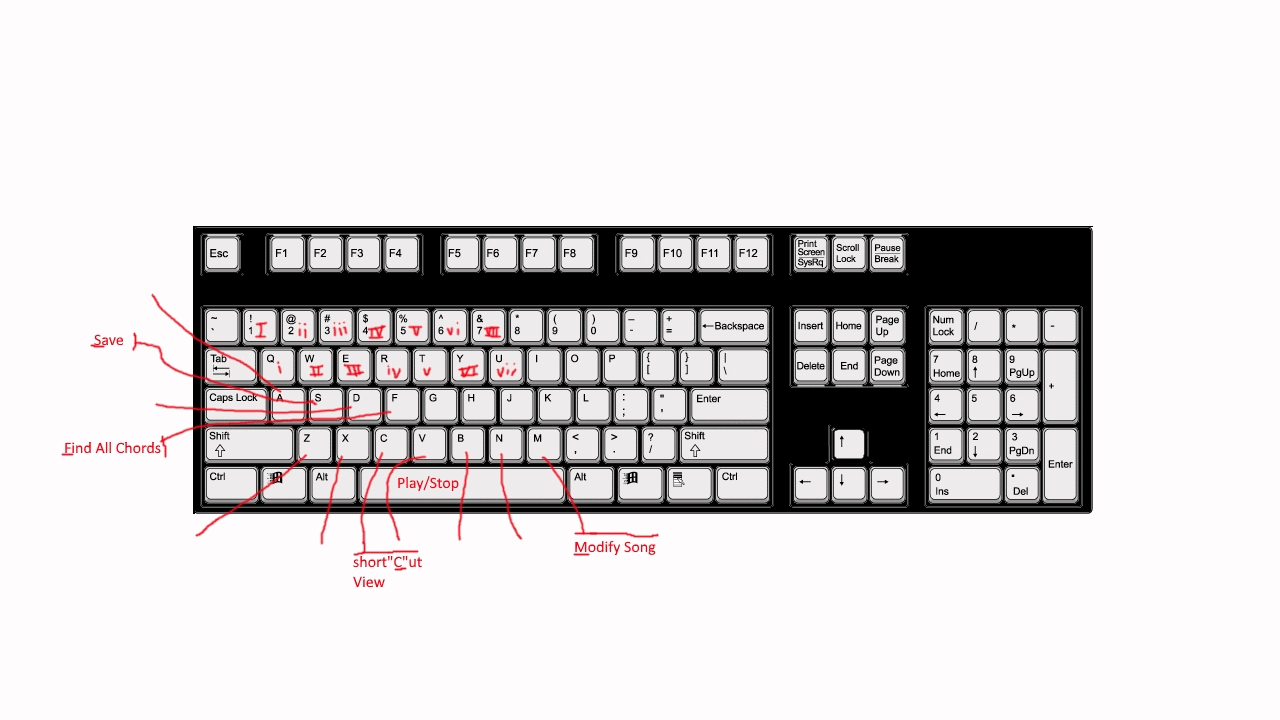 Esc F1 F2 F3 F4 F5 F6 F7 F8 F9 F10 F11 F12 Print Screen SysRq Scroll Lock Pause Break
~ ` ! 1 I @ 2 ii # 3 iii $ 4 IV % 5 V ^ 6 vi & 7 VII * 8 ( 9 ) 0 – - + = ←Backspace Insert Home Page Up Num Lock / * -
Save
Tab Q i W II E III R iv T v Y VI U vii I O P { [ } ] | \ Delete End Page Down 7 Home 8 ↑ 9 PgUp +
Caps Lock A S D F G H J K L : ; " ' Enter 4 ← 5 6 →
Find All Chords
Shift Z X C V B N M < , > . ? / Shift ↑ 1 End 2 ↓ 3 PgDn Enter
Ctrl Alt Play/Stop Alt Ctrl ← ↓ → 0 Ins * Del
Modify Song
short"C"ut
View